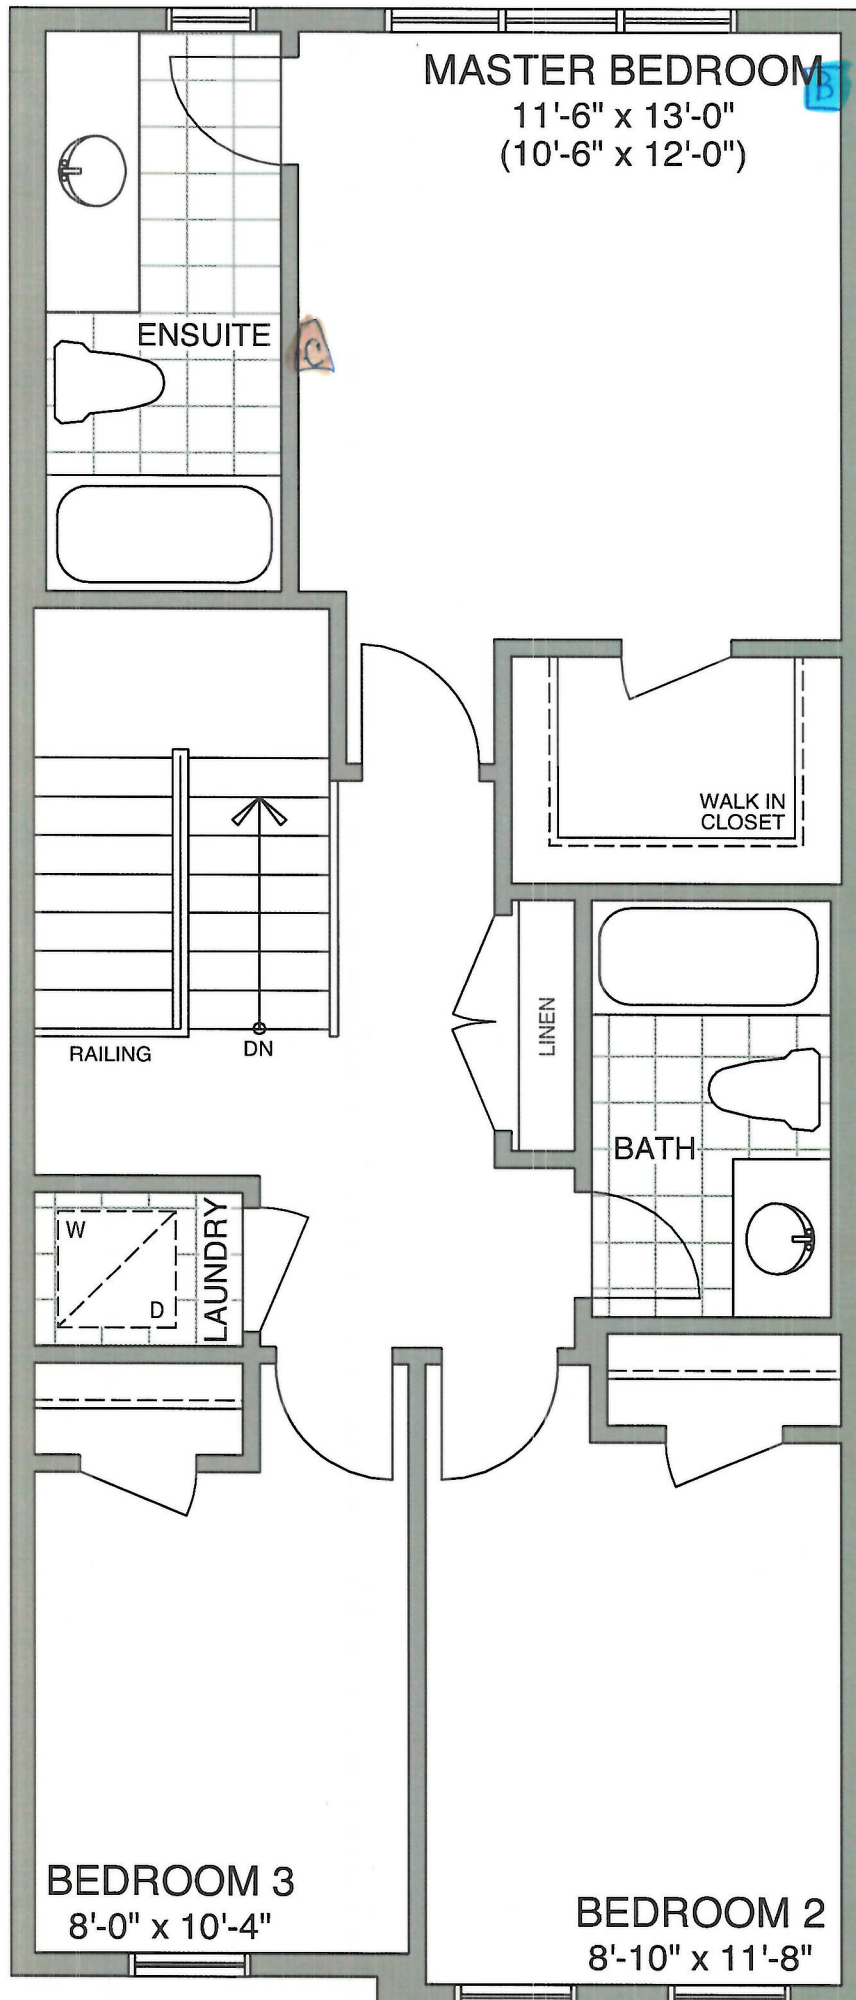 MASTER BEDROOM
B
11'-6" x 13'-0"
(10'-6" x 12'-0")
ENSUITE
C
WALK IN
CLOSET
LINEN
RAILING
DN
BATH
W
D
LAUNDRY
BEDROOM 3
8'-0" x 10'-4"
BEDROOM 2
8'-10" x 11'-8"